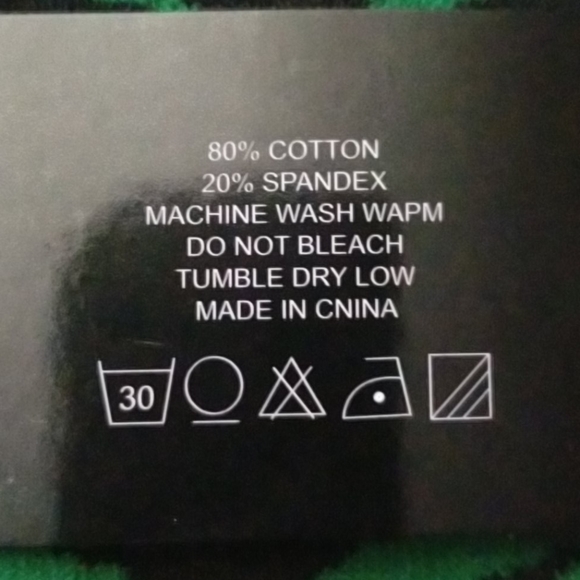 80% COTTON
20% SPANDEX
MACHINE WASH WAPM
DO NOT BLEACH
TUMBLE DRY LOW
MADE IN CNINA
30